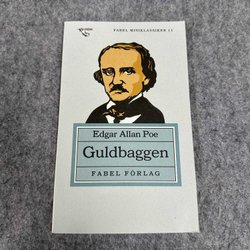 FABEL MINIKLASSIKER 11
Edgar Allan Poe
Guldbaggen
FABEL FÖRLAG